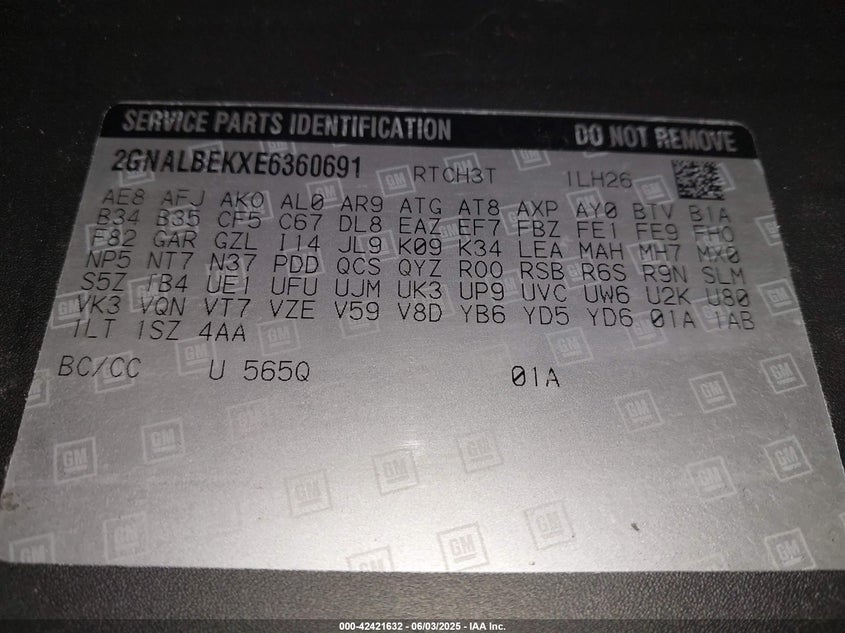 SERVICE PARTS IDENTIFICATION DO NOT REMOVE
2GNALBEKXE6360691 RTCH3T 1LH26
AE8 AFJ AKO AL0 AR9 ATG AT8 AXP AY0 BTV B1A
B34 B35 CF5 C67 DL8 EAZ EF7 FBZ FE1 FE9 FHO
F82 GAR GZL I14 JL9 K09 K34 LEA MAH MH7 MX0
NP5 NT7 N37 PDD QCS QYZ R00 RSB R6S R9N SLM
S5Z TB4 UE1 UFU UJM UK3 UP9 UVC UW6 U2K U80
VK3 VQN VT7 VZE V59 V8D YB6 YD5 YD6 01A 1AB
1LT 1SZ 4AA
BC/CC U 565Q 01A
000-42421632 - 06/03/2025 - IAA Inc.